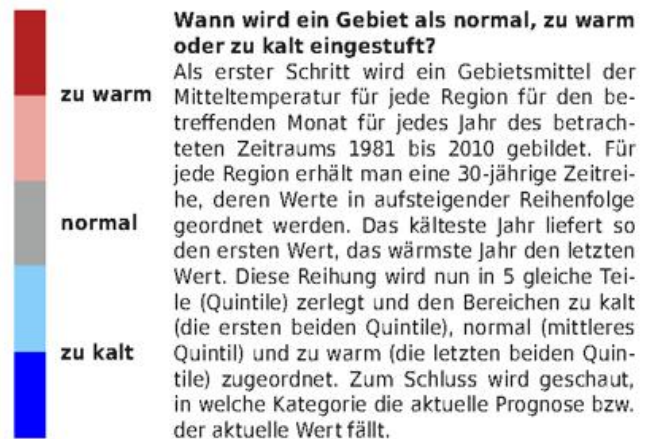 Wann wird ein Gebiet als normal, zu warm
oder zu kalt eingestuft?
Als erster Schritt wird ein Gebietsmittel der
Mitteltemperatur für jede Region für den be-
treffenden Monat für jedes Jahr des betrach-
teten Zeitraums 1981 bis 2010 gebildet. Für
jede Region erhält man eine 30-jährige Zeitrei-
he, deren Werte in aufsteigender Reihenfolge
geordnet werden. Das kälteste Jahr liefert so
den ersten Wert, das wärmste Jahr den letzten
Wert. Diese Reihung wird nun in 5 gleiche Tei-
le (Quintile) zerlegt und den Bereichen zu kalt
(die ersten beiden Quintile), normal (mittleres
Quintil) und zu warm (die letzten beiden Quin-
tile) zugeordnet. Zum Schluss wird geschaut,
in welche Kategorie die aktuelle Prognose bzw.
der aktuelle Wert fällt.
zu warm
normal
zu kalt